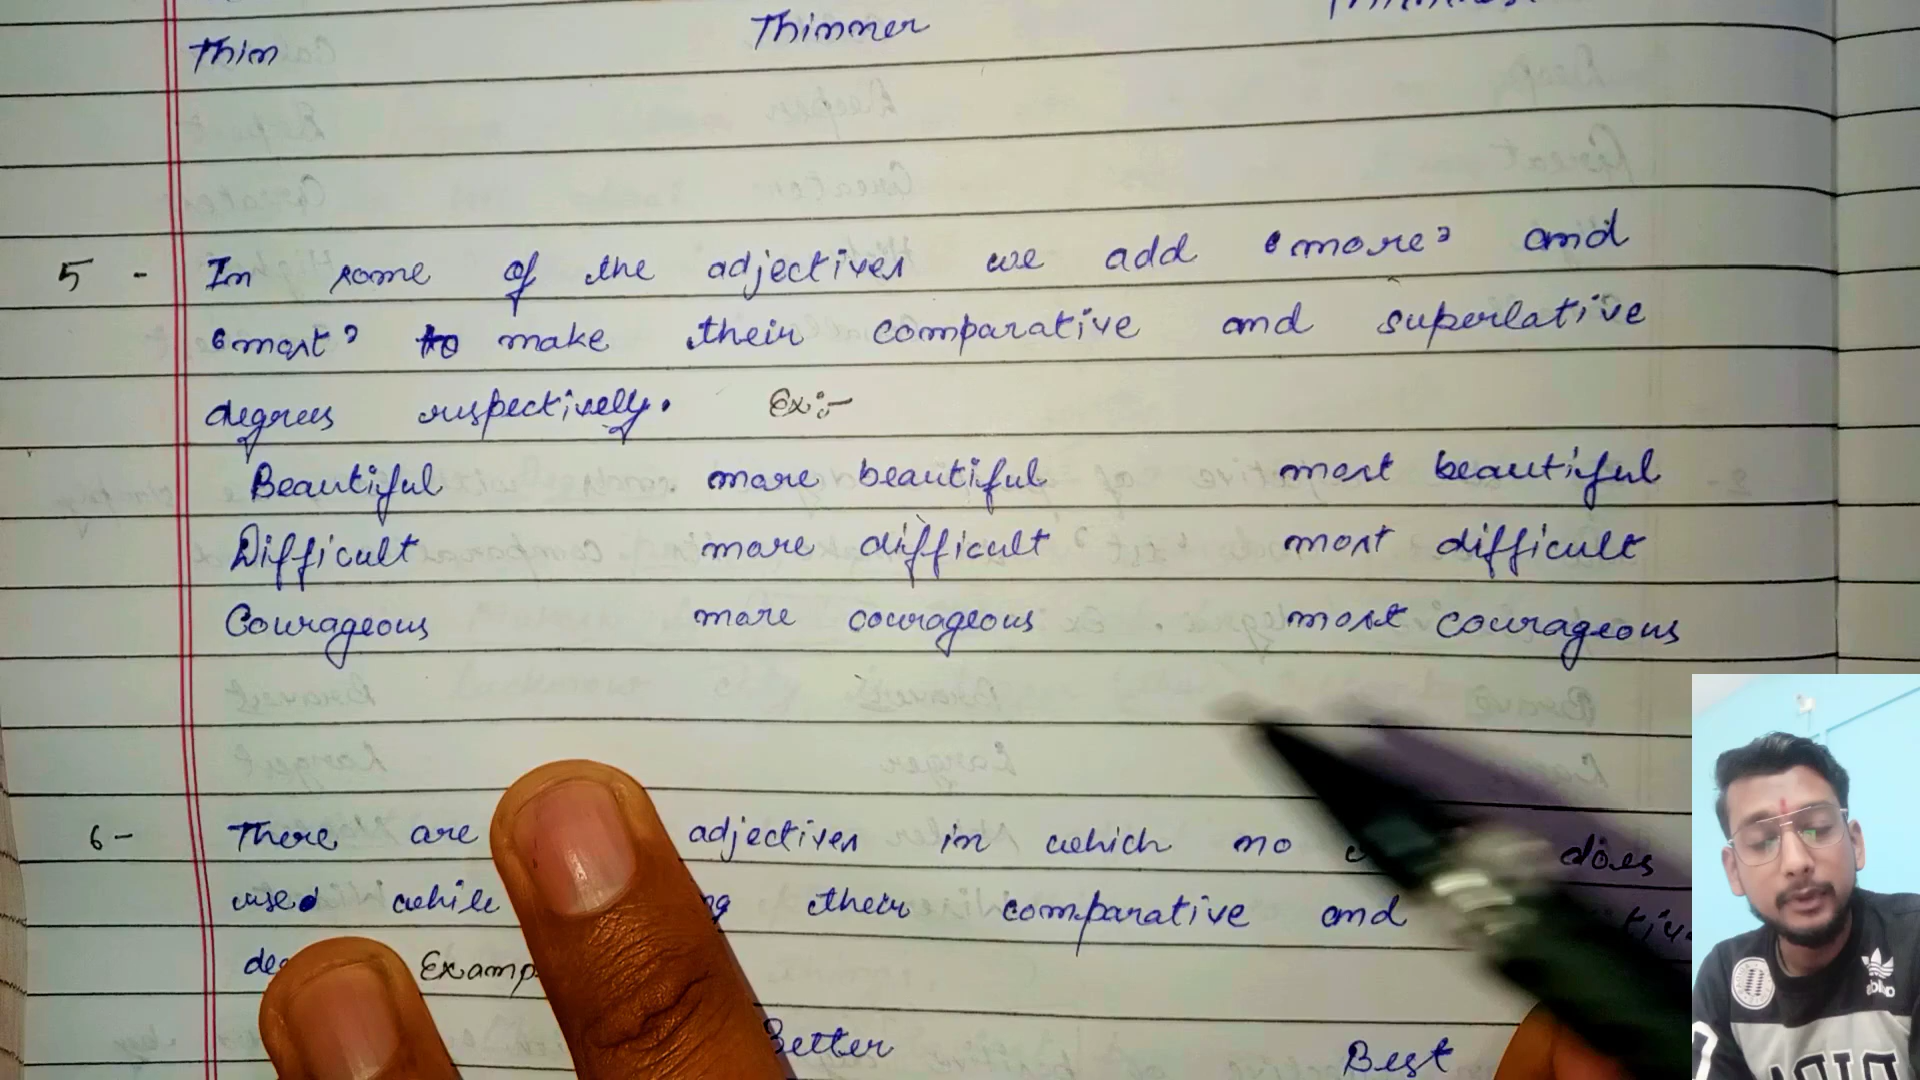 Thin Thinner
5 - In some of the adjectives we add 'more' and
'most' to make their comparative and superlative
degrees respectively. Ex:-
Beautiful more beautiful most beautiful
Difficult more difficult most difficult
Courageous more courageous most courageous
6- There are adjectives in which no does
used while their comparative and
Better Best